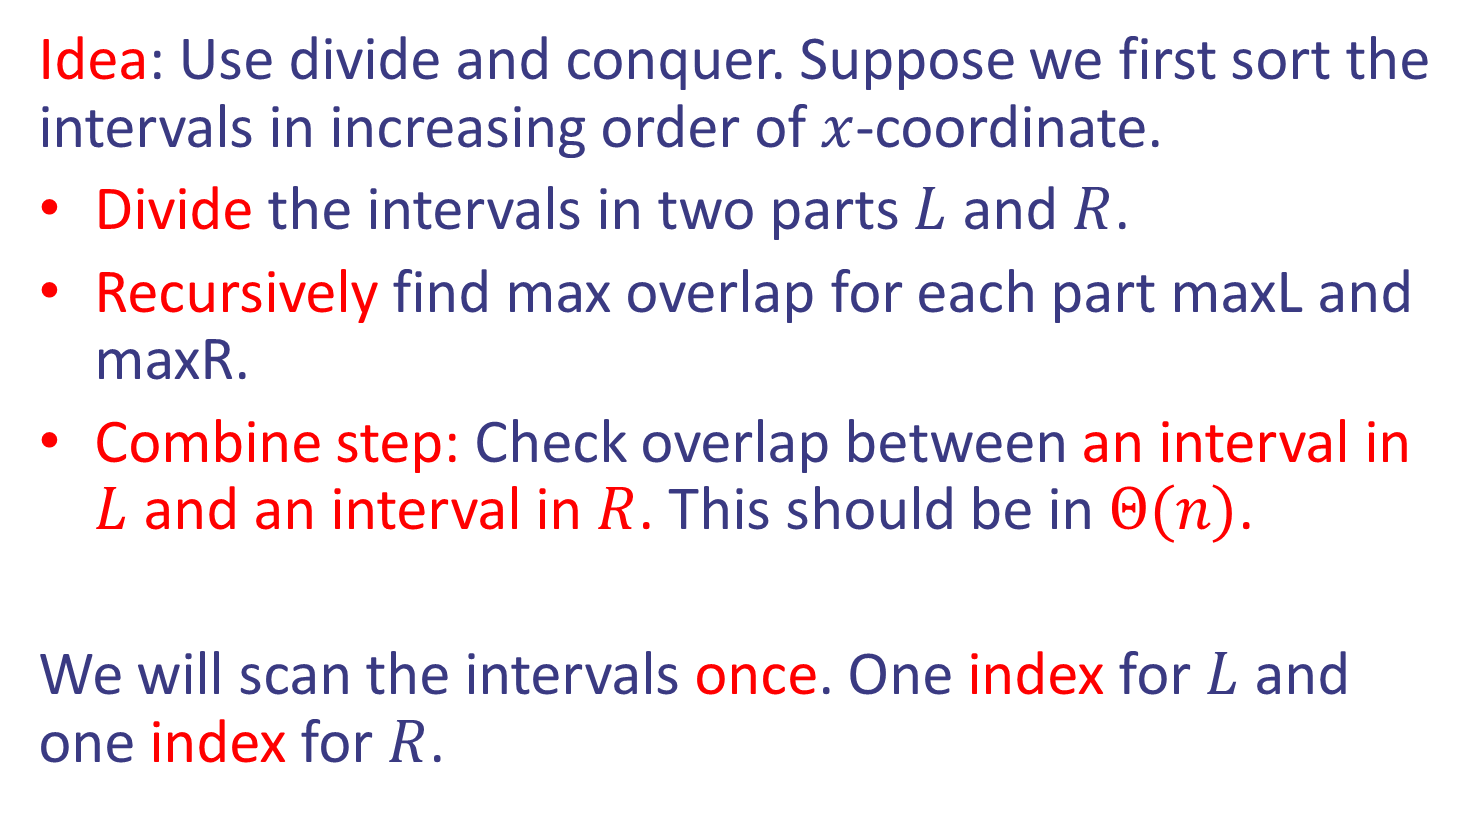 Idea: Use divide and conquer. Suppose we first sort the
intervals in increasing order of 𝑥-coordinate.
• Divide the intervals in two parts 𝐿 and 𝑅.
• Recursively find max overlap for each part maxL and
maxR.
• Combine step: Check overlap between an interval in
𝐿 and an interval in 𝑅. This should be in Θ(𝑛).
We will scan the intervals once. One index for 𝐿 and
one index for 𝑅.